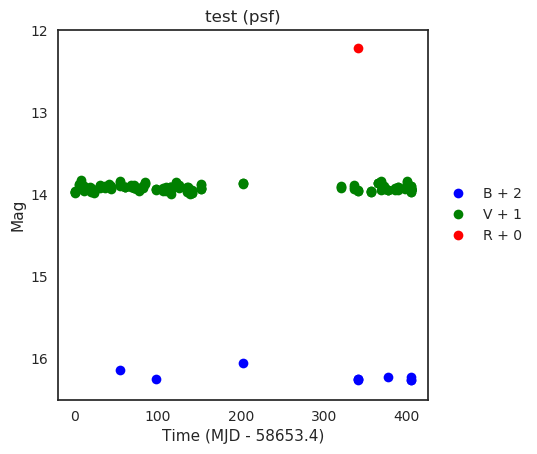 test (psf)
12
13
14
15
16
Mag
0
100
200
300
400
Time (MJD - 58653.4)
B + 2
V + 1
R + 0